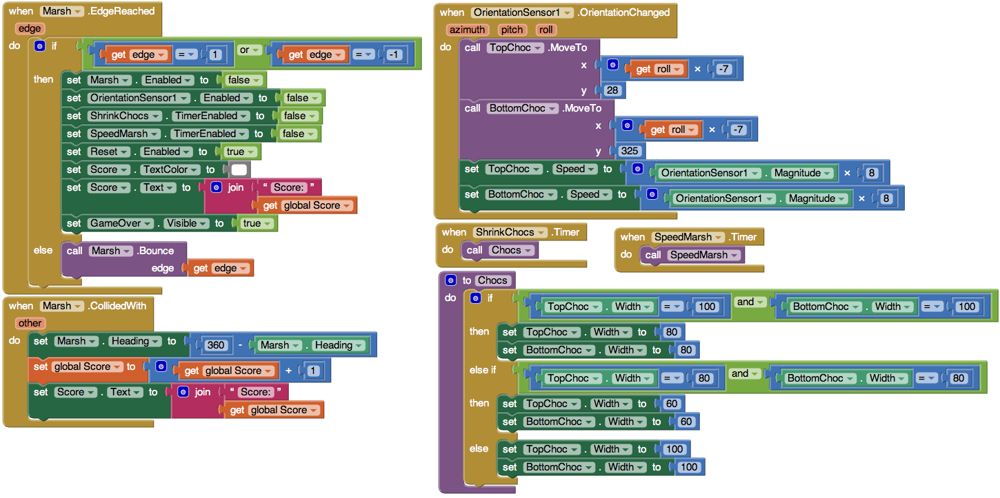 when Marsh .EdgeReached
edge
do if get edge = 1 or get edge = -1
then set Marsh . Enabled to false
set OrientationSensor1 . Enabled to false
set ShrinkChocs . TimerEnabled to false
set SpeedMarsh . TimerEnabled to false
set Reset . Enabled to true
set Score . TextColor to
set Score . Text to join " Score: "
get global Score
set GameOver . Visible to true
else call Marsh .Bounce
edge get edge
when Marsh .CollidedWith
other
do set Marsh . Heading to 360 - Marsh . Heading
set global Score to get global Score + 1
set Score . Text to join " Score: "
get global Score
when OrientationSensor1 .OrientationChanged
azimuth pitch roll
do call TopChoc .MoveTo
x get roll × -7
y 28
call BottomChoc .MoveTo
x get roll × -7
y 325
set TopChoc . Speed to OrientationSensor1 . Magnitude × 8
set BottomChoc . Speed to OrientationSensor1 . Magnitude × 8
when ShrinkChocs .Timer
do call Chocs
when SpeedMarsh .Timer
do call SpeedMarsh
to Chocs
do if TopChoc . Width = 100 and BottomChoc . Width = 100
then set TopChoc . Width to 80
set BottomChoc . Width to 80
else if TopChoc . Width = 80 and BottomChoc . Width = 80
then set TopChoc . Width to 60
set BottomChoc . Width to 60
else set TopChoc . Width to 100
set BottomChoc . Width to 100